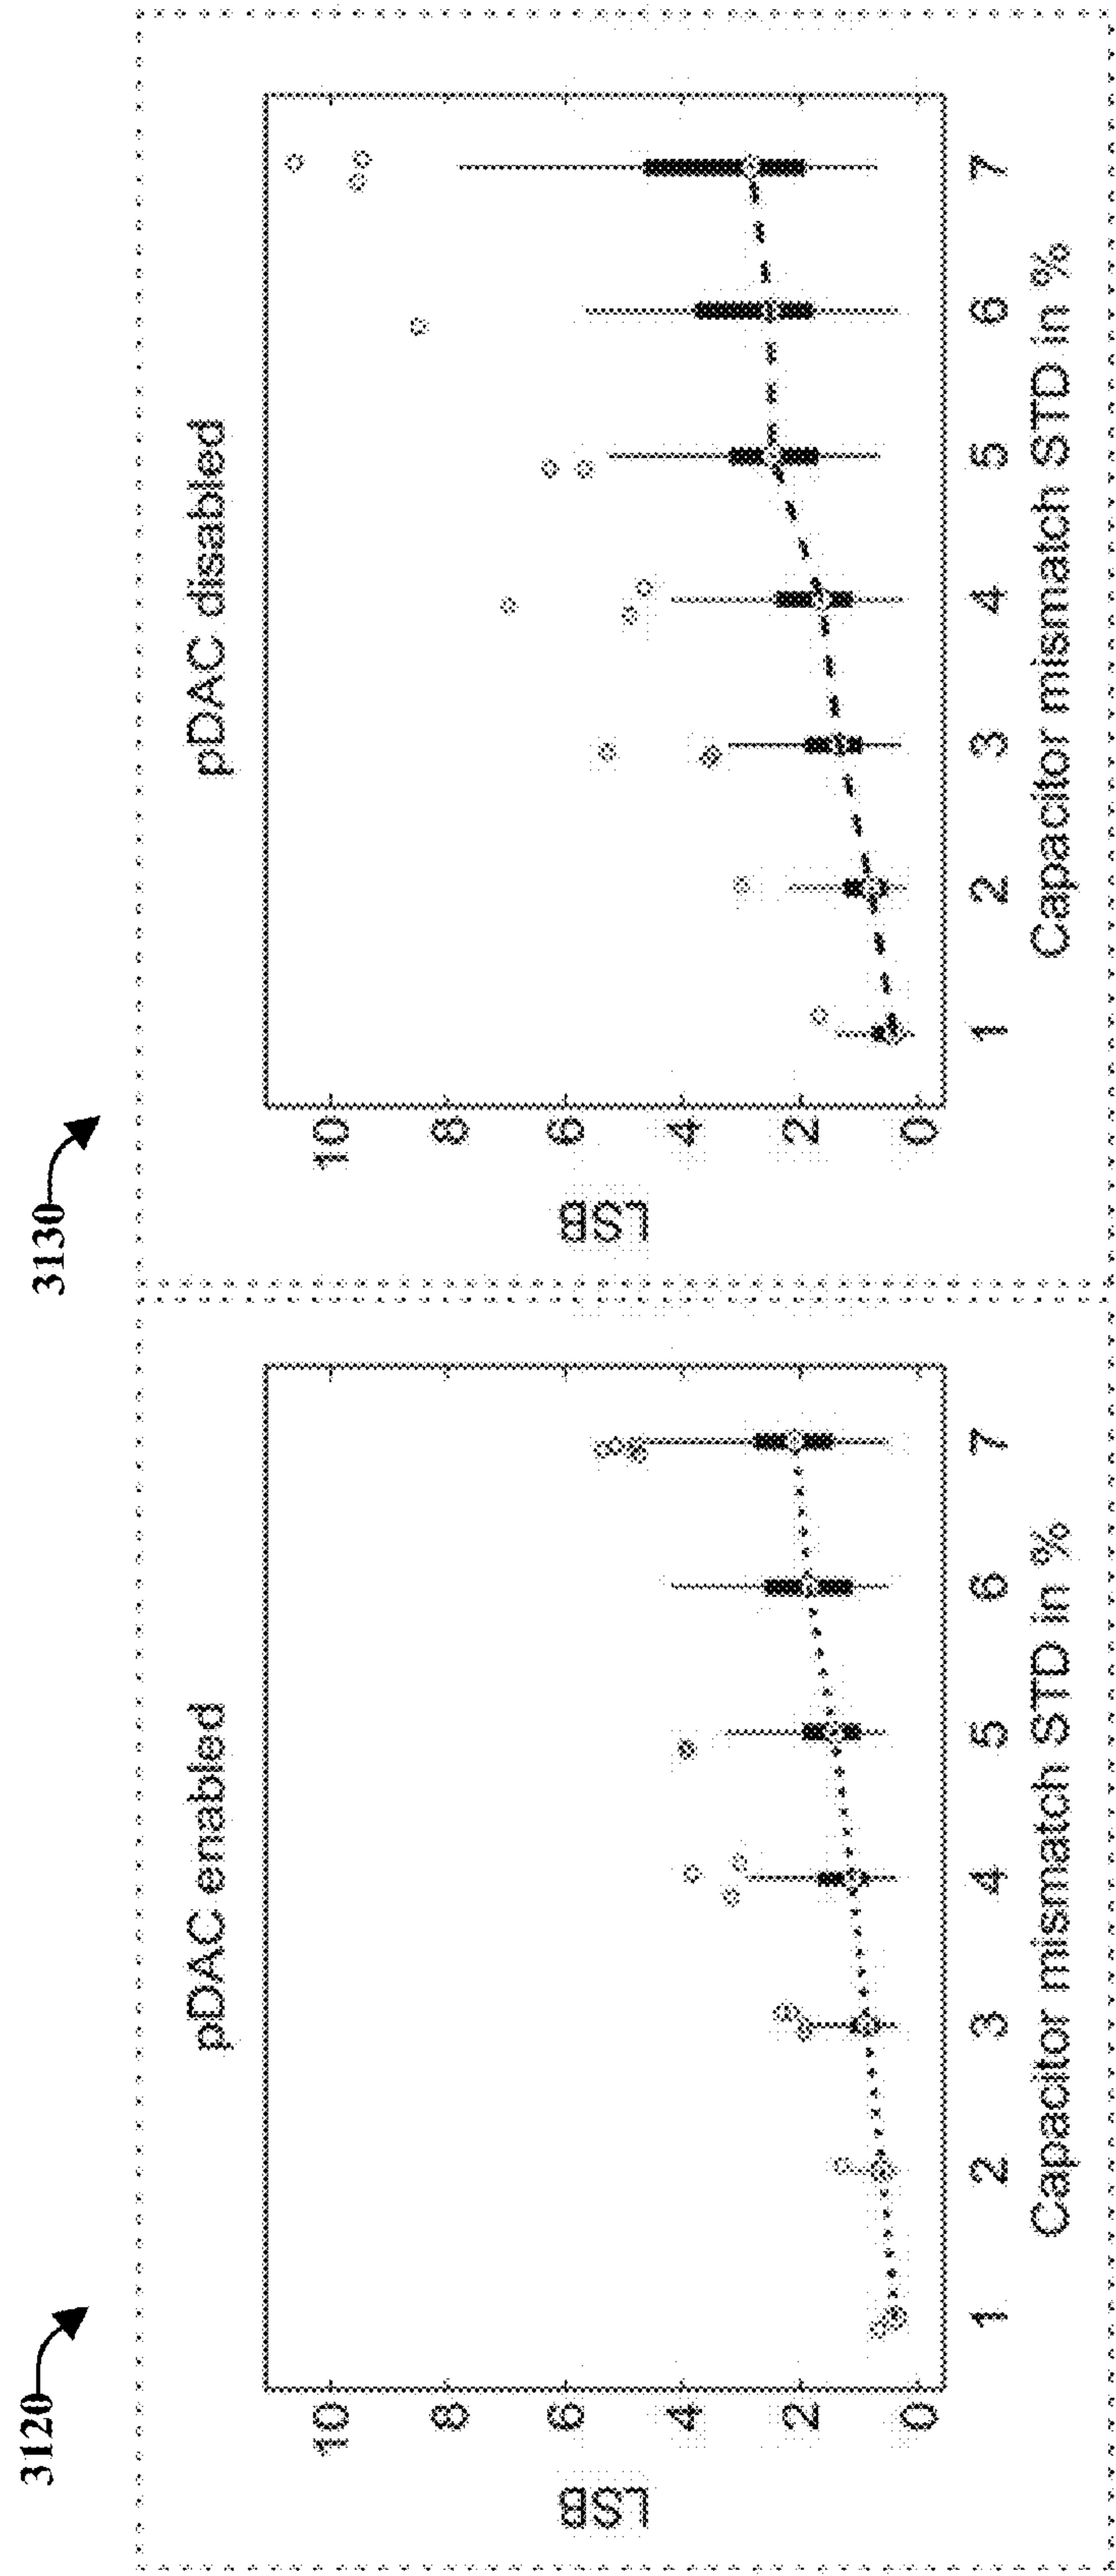 3120
pDAC enabled
LSB
10
8
6
4
2
0
1 2 3 4 5 6 7
Capacitor mismatch STD in %
3130
pDAC disabled
LSB
10
8
6
4
2
0
1 2 3 4 5 6 7
Capacitor mismatch STD in %